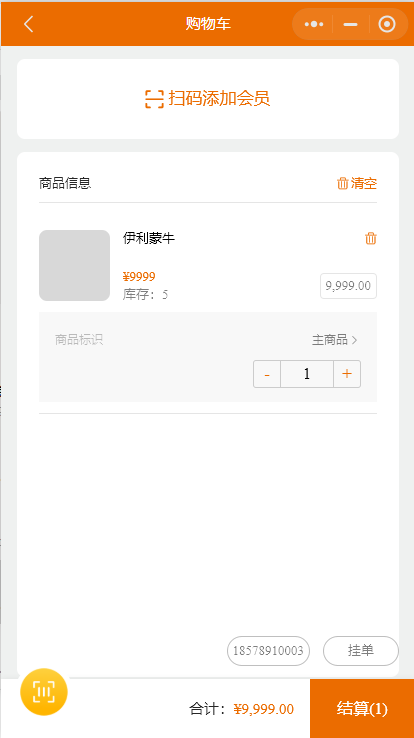 购物车
扫码添加会员
商品信息
清空
伊利蒙牛
¥9999
库存：5
9,999.00
商品标识
主商品
- 1 +
18578910003
挂单
合计：¥9,999.00
结算(1)